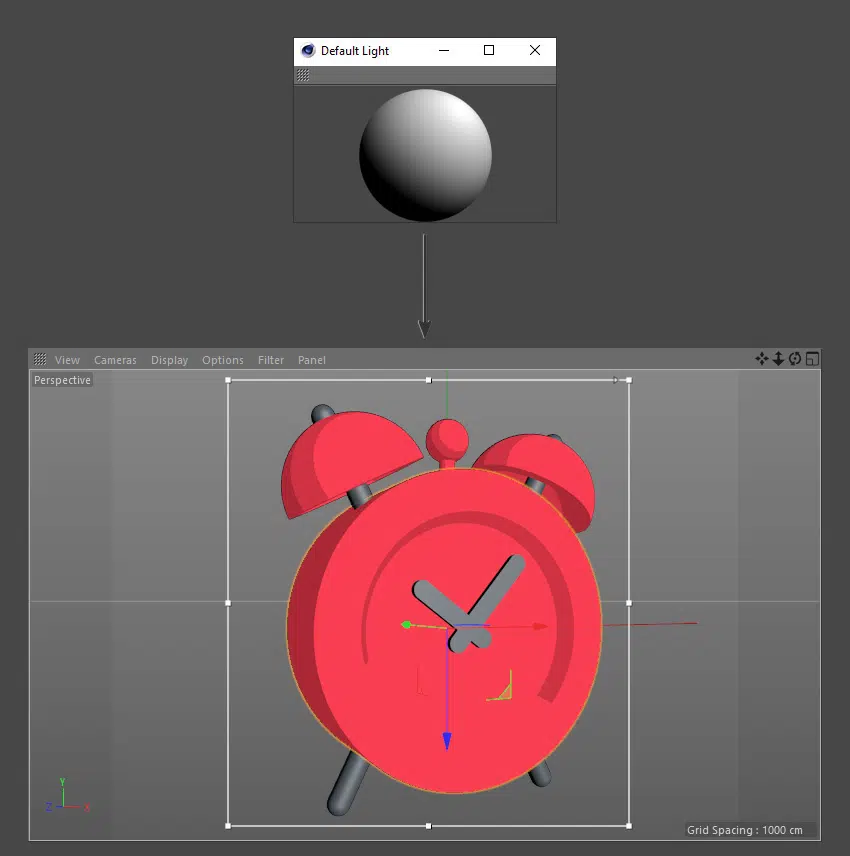 Default Light
View Cameras Display Options Filter Panel
Perspective
Y
Z X
Grid Spacing : 1000 cm